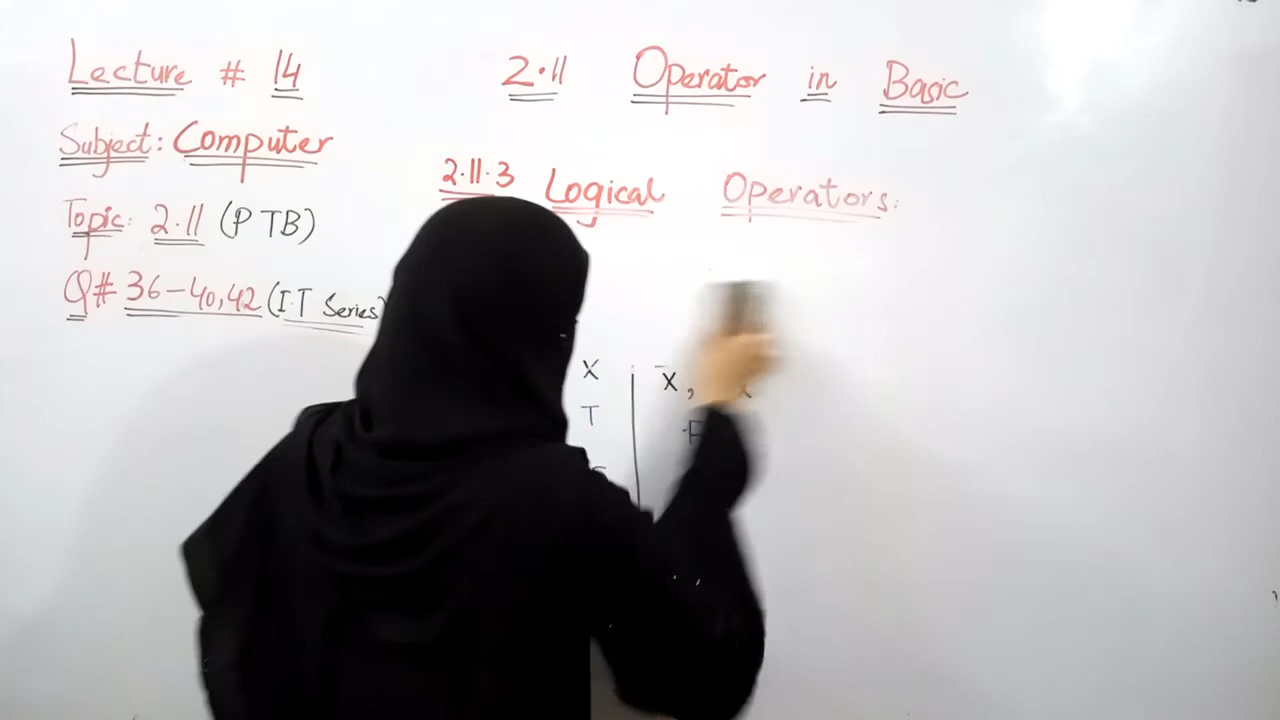 Lecture # 14
2.11 Operator in Basic
Subject: Computer
2.11.3 Logical Operators:
Topic: 2.11 (P TB)
Q# 36-40,42 (I.T Series)
X | X̅,
T